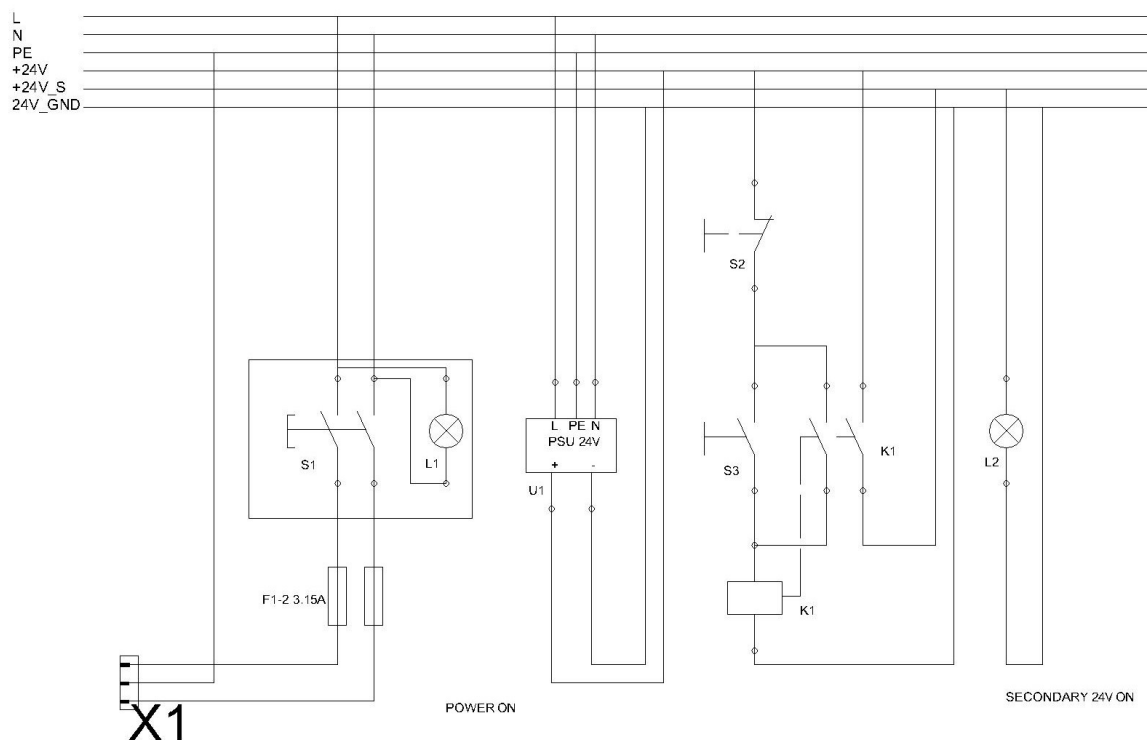 L
N
PE
+24V
+24V_S
24V_GND
S2
L PE N
PSU 24V
+ -
S1
L1
U1
S3
K1
L2
F1-2 3.15A
K1
X1
POWER ON
SECONDARY 24V ON